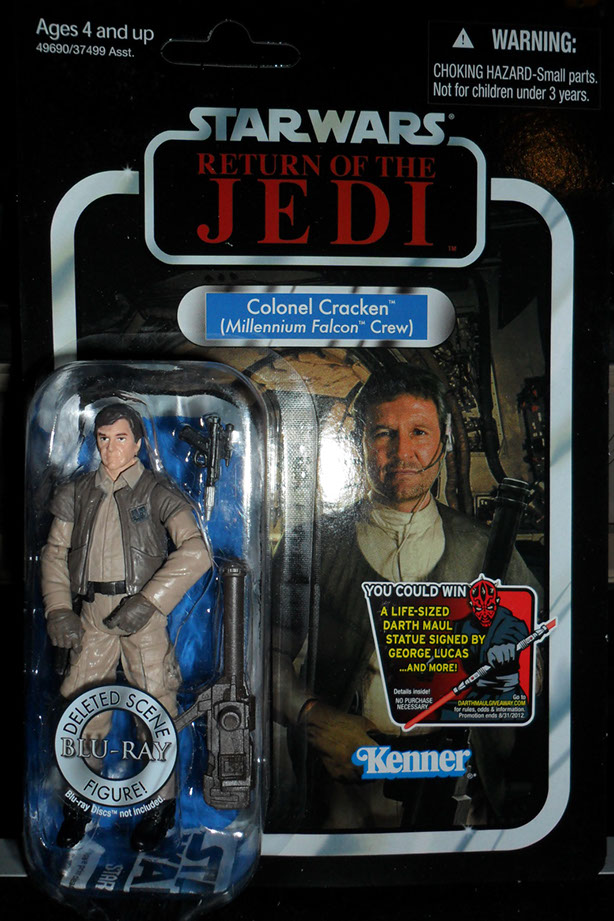 Ages 4 and up
49690/37499 Asst.
⚠ WARNING:
CHOKING HAZARD-Small parts.
Not for children under 3 years.
STAR WARS®
RETURN OF THE
JEDI™
Colonel Cracken™
(Millennium Falcon™ Crew)
YOU COULD WIN
A LIFE-SIZED
DARTH MAUL
STATUE SIGNED BY
GEORGE LUCAS
...AND MORE!
Details inside!
NO PURCHASE
NECESSARY
Go to
DARTHMAULGIVEAWAY.COM
for rules, odds & information.
Promotion ends 8/31/2012
Kenner
DELETED SCENE
BLU-RAY
FIGURE!
Blu-ray Discs™ not included.
STAR